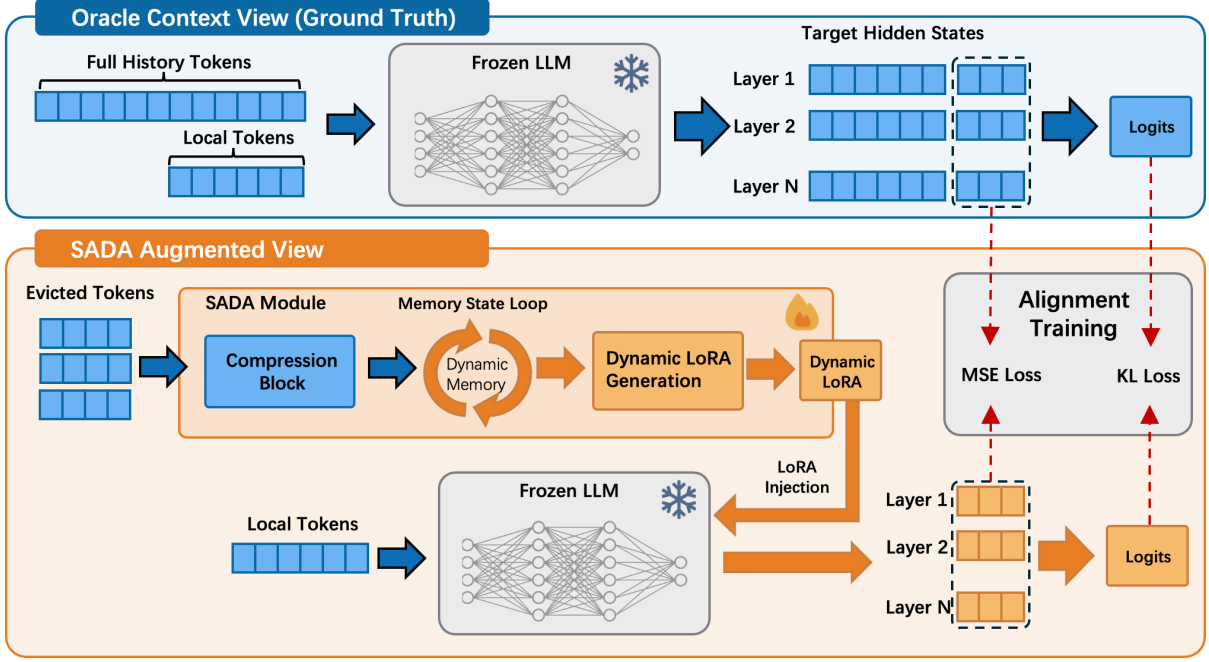 Oracle Context View (Ground Truth)
Full History Tokens
Local Tokens
Frozen LLM
Target Hidden States
Layer 1
Layer 2
Layer N
Logits
SADA Augmented View
Evicted Tokens
SADA Module
Compression
Block
Memory State Loop
Dynamic
Memory
Dynamic LoRA
Generation
Dynamic
LoRA
Alignment
Training
MSE Loss
KL Loss
LoRA
Injection
Local Tokens
Frozen LLM
Layer 1
Layer 2
Layer N
Logits